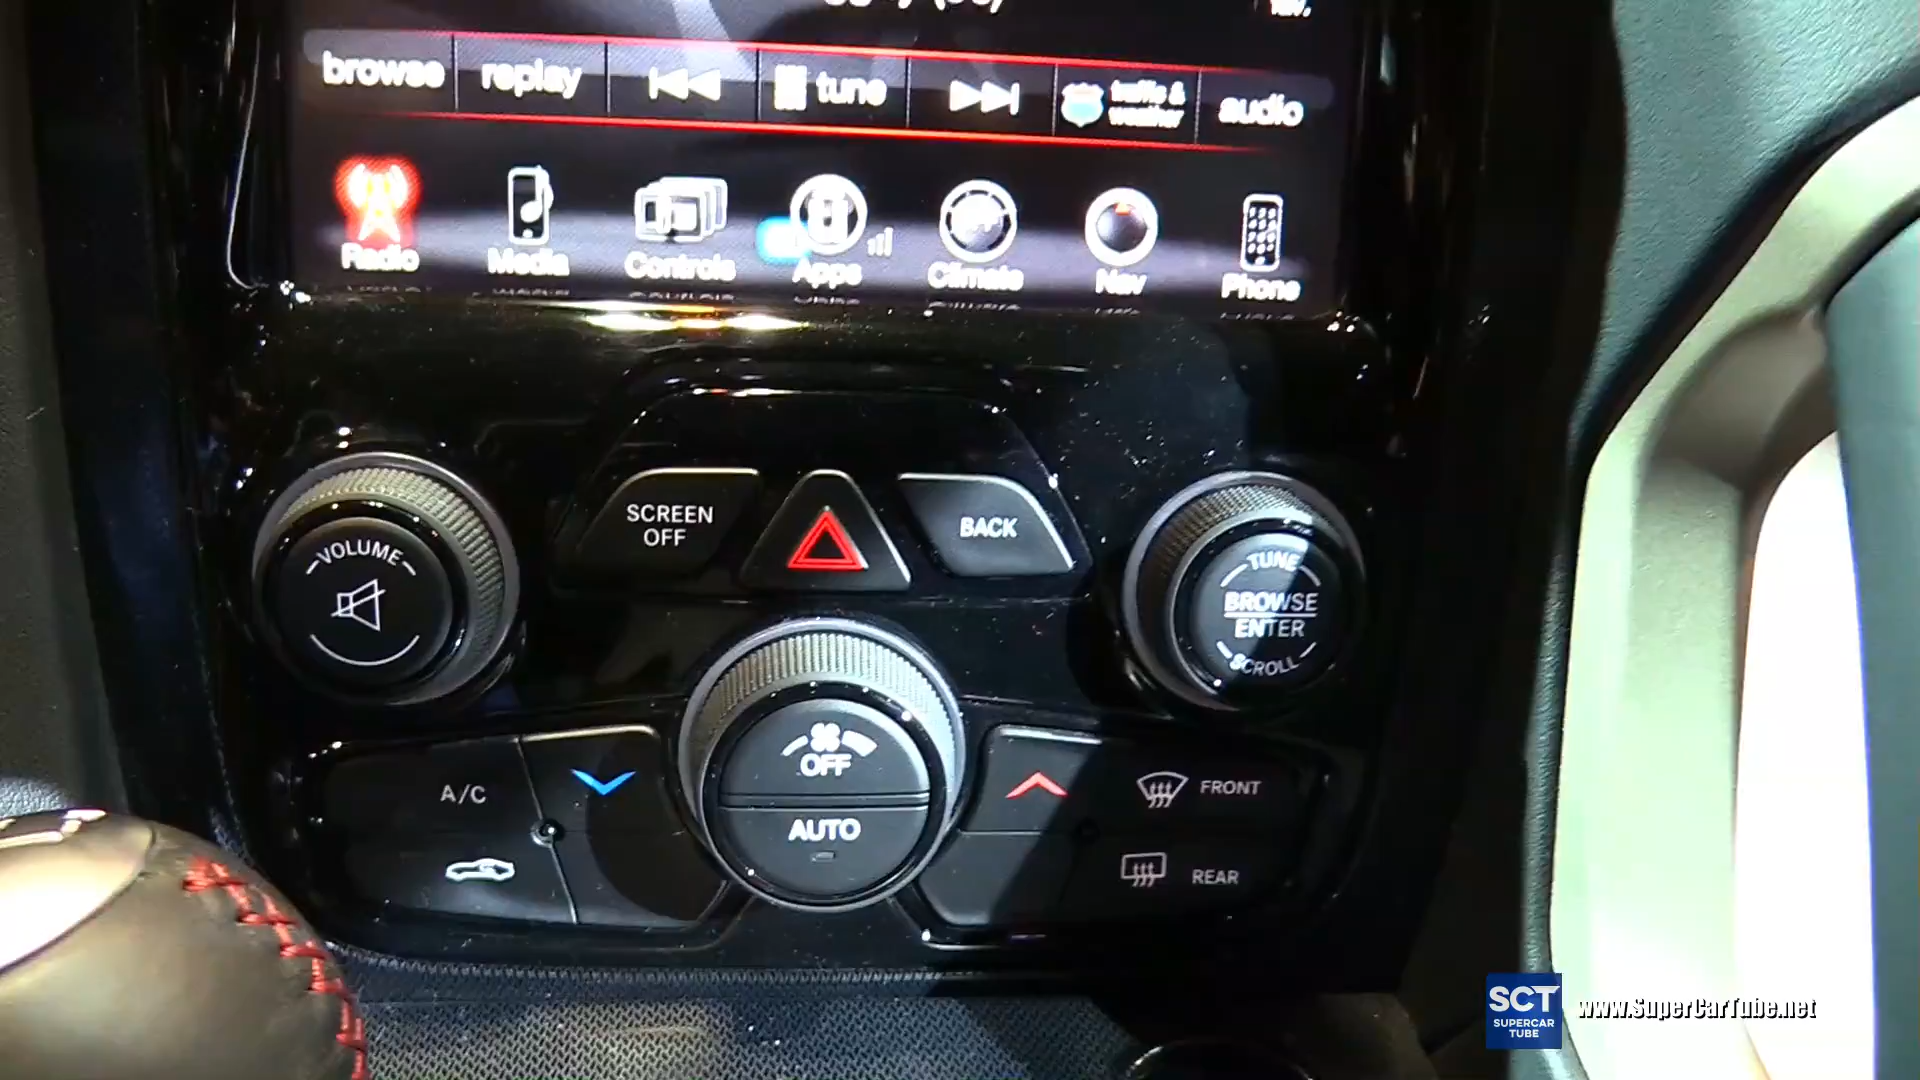 browse replay tune traffic & weather audio
Radio Media Controls Apps Climate Nav Phone
SCREEN OFF
BACK
VOLUME
TUNE
BROWSE
ENTER
SCROLL
OFF
AUTO
A/C
FRONT
REAR
SCT
SUPERCAR
TUBE
www.SuperCarTube.net